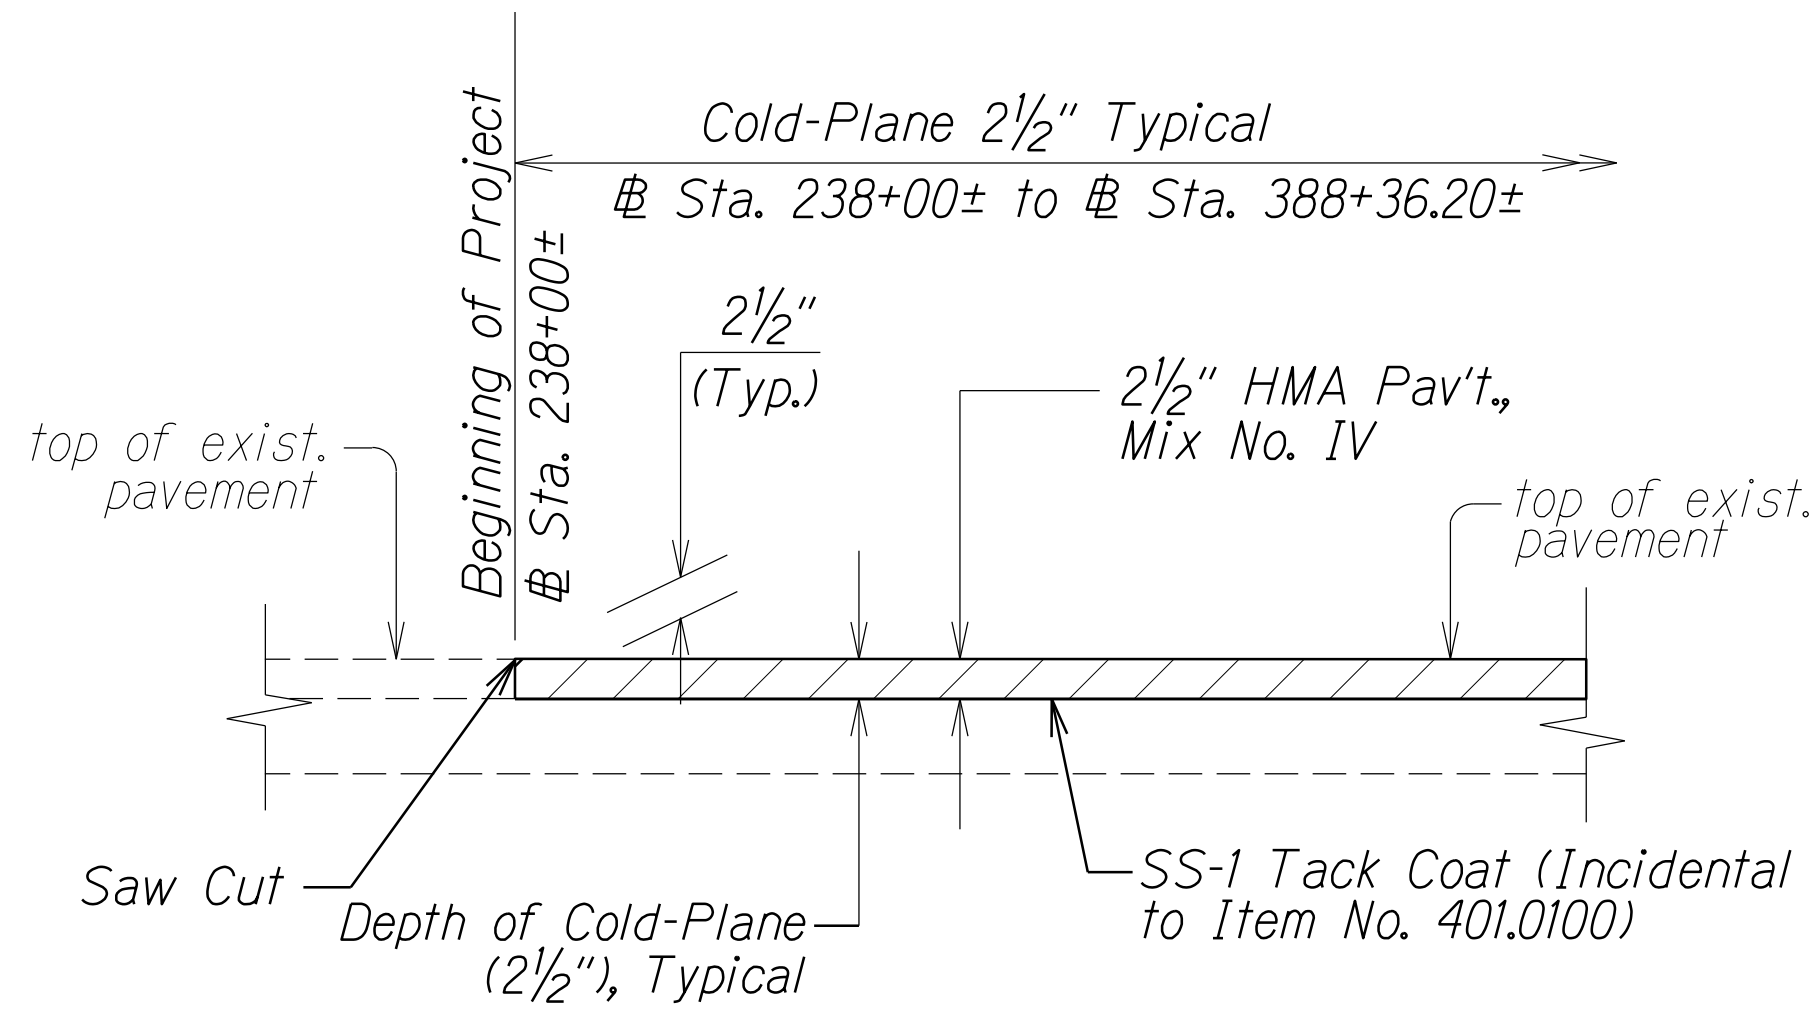 Cold-Plane 2½" Typical
℄ Sta. 238+00± to ℄ Sta. 388+36.20±
Beginning of Project
℄ Sta. 238+00±
2½"
(Typ.)
2½" HMA Pav't.,
Mix No. IV
top of exist.
pavement
top of exist.
pavement
Saw Cut
Depth of Cold-Plane
(2½"), Typical
SS-1 Tack Coat (Incidental
to Item No. 401.0100)